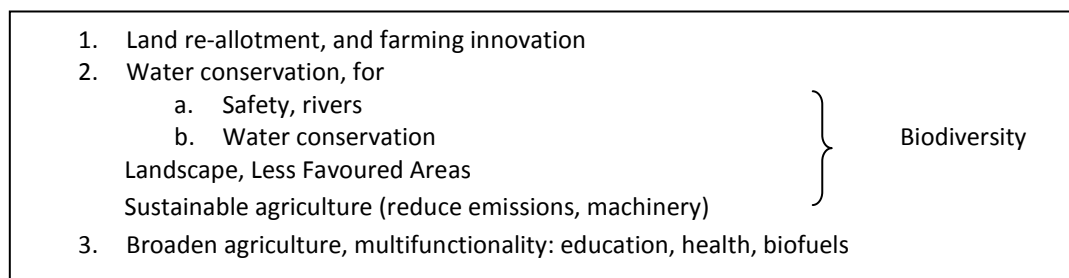 1. Land re-allotment, and farming innovation
2. Water conservation, for
a. Safety, rivers
b. Water conservation
Biodiversity
Landscape, Less Favoured Areas
Sustainable agriculture (reduce emissions, machinery)
3. Broaden agriculture, multifunctionality: education, health, biofuels